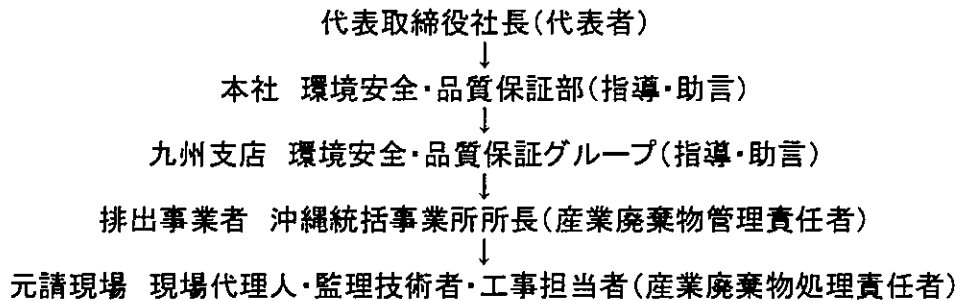 代表取締役社長(代表者)
↓
本社 環境安全・品質保証部(指導・助言)
↓
九州支店 環境安全・品質保証グループ(指導・助言)
↓
排出事業者 沖縄統括事業所所長(産業廃棄物管理責任者)
↓
元請現場 現場代理人・監理技術者・工事担当者(産業廃棄物処理責任者)